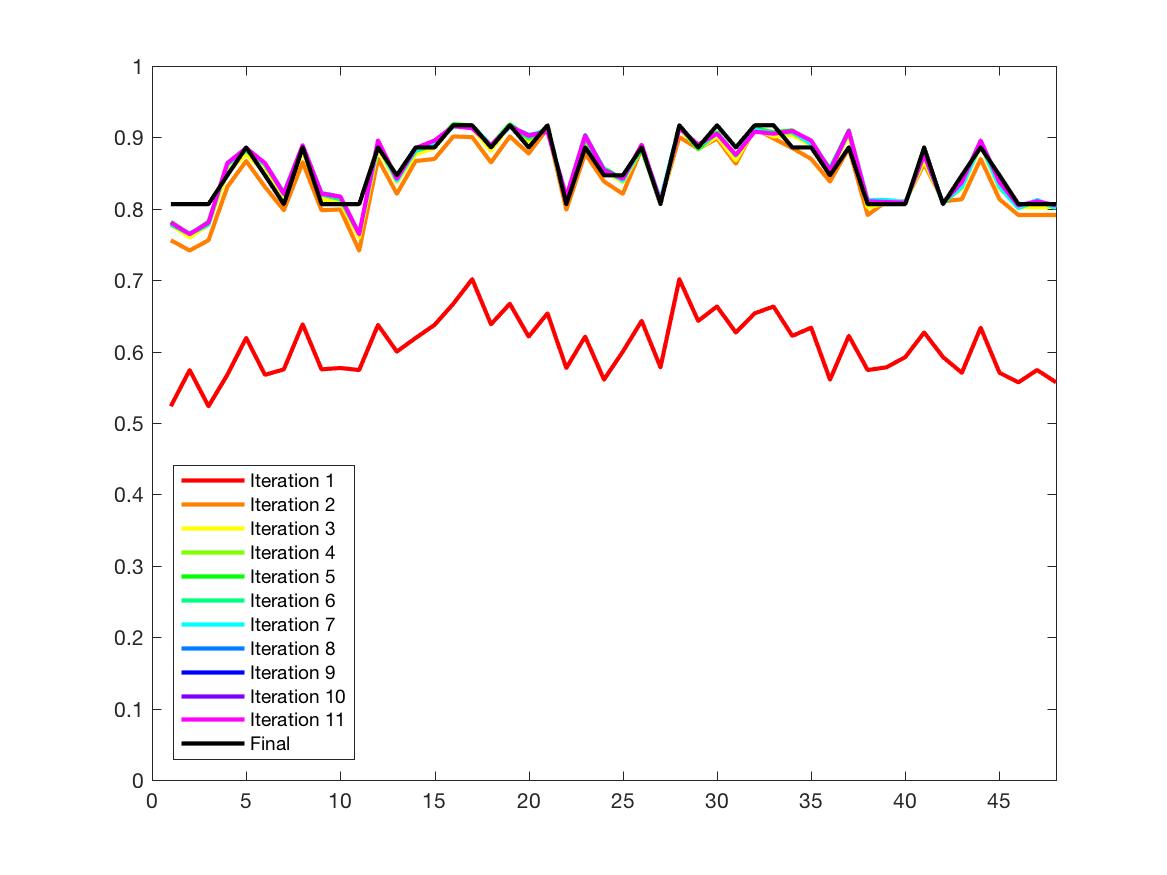 1
0.9
0.8
0.7
0.6
0.5
0.4
0.3
0.2
0.1
0
Iteration 1
Iteration 2
Iteration 3
Iteration 4
Iteration 5
Iteration 6
Iteration 7
Iteration 8
Iteration 9
Iteration 10
Iteration 11
Final
0 5 10 15 20 25 30 35 40 45